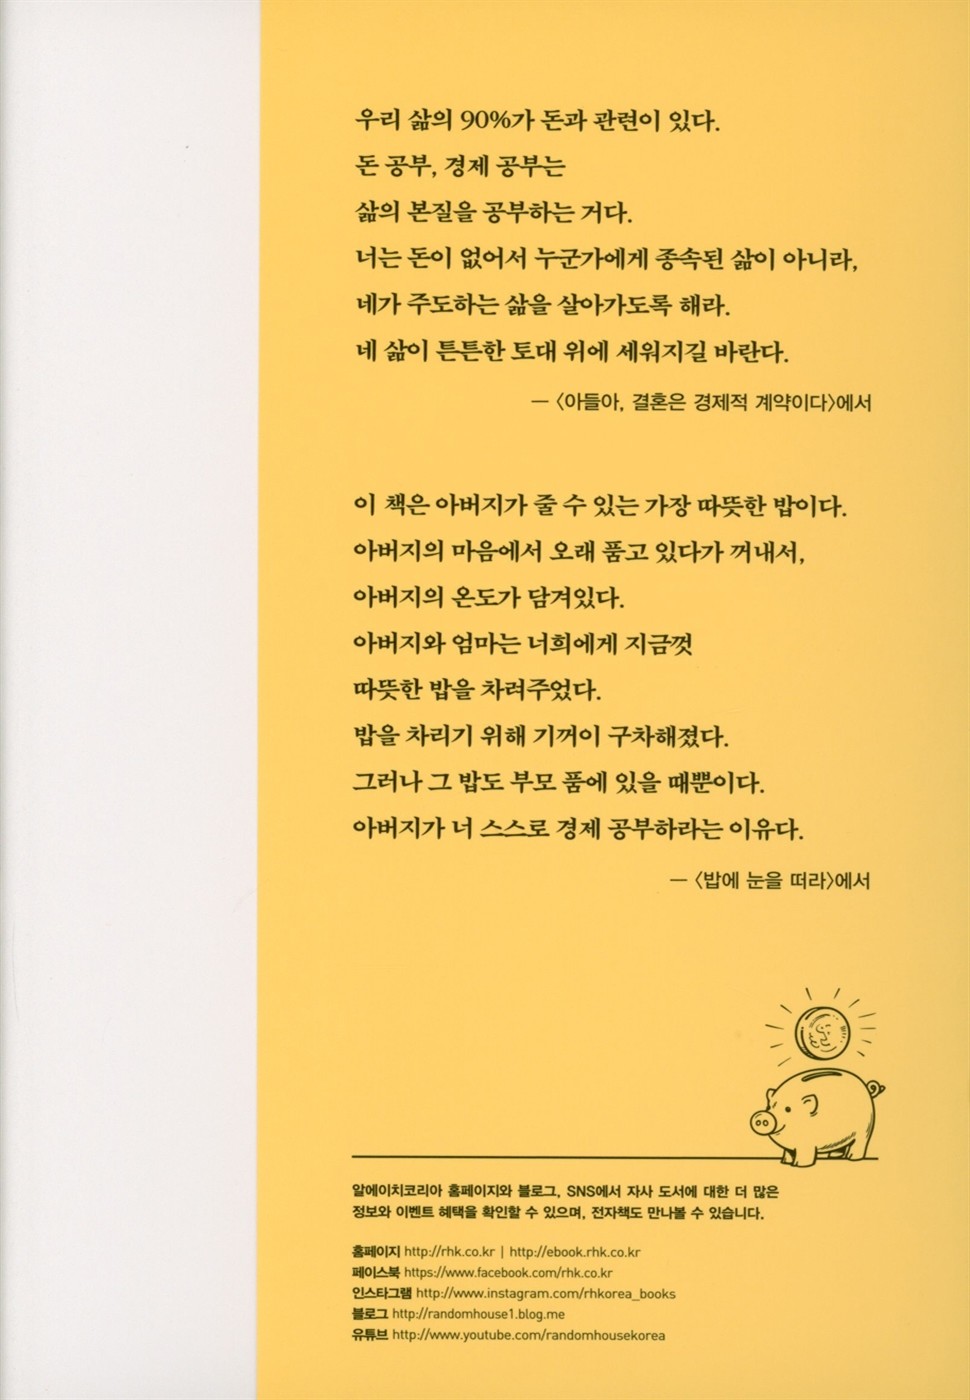 우리 삶의 90%가 돈과 관련이 있다.
돈 공부, 경제 공부는
삶의 본질을 공부하는 거다.
너는 돈이 없어서 누군가에게 종속된 삶이 아니라,
네가 주도하는 삶을 살아가도록 해라.
네 삶이 튼튼한 토대 위에 세워지길 바란다.
— 〈아들아, 결혼은 경제적 계약이다〉에서
이 책은 아버지가 줄 수 있는 가장 따뜻한 밥이다.
아버지의 마음에서 오래 품고 있다가 꺼내서,
아버지의 온도가 담겨있다.
아버지와 엄마는 너희에게 지금껏
따뜻한 밥을 차려주었다.
밥을 차리기 위해 기꺼이 구차해졌다.
그러나 그 밥도 부모 품에 있을 때뿐이다.
아버지가 너 스스로 경제 공부하라는 이유다.
— 〈밥에 눈을 떠라〉에서
알에이치코리아 홈페이지와 블로그, SNS에서 자사 도서에 대한 더 많은
정보와 이벤트 혜택을 확인할 수 있으며, 전자책도 만나볼 수 있습니다.
홈페이지 http://rhk.co.kr | http://ebook.rhk.co.kr
페이스북 https://www.facebook.com/rhk.co.kr
인스타그램 http://www.instagram.com/rhkorea_books
블로그 http://randomhouse1.blog.me
유튜브 http://www.youtube.com/randomhousekorea